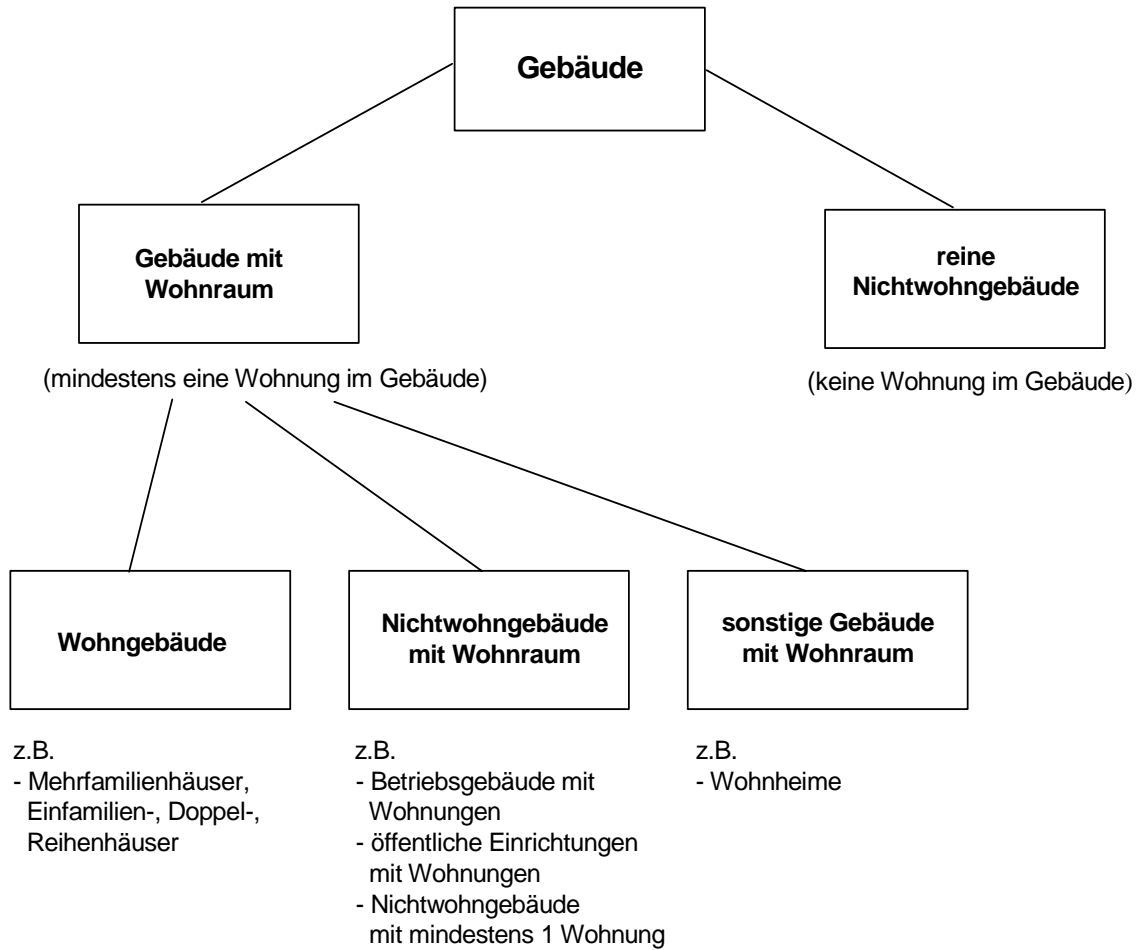 Gebäude
Gebäude mit
Wohnraum
reine
Nichtwohngebäude
(mindestens eine Wohnung im Gebäude)
(keine Wohnung im Gebäude)
Wohngebäude
Nichtwohngebäude
mit Wohnraum
sonstige Gebäude
mit Wohnraum
z.B.
- Mehrfamilienhäuser,
Einfamilien-, Doppel-,
Reihenhäuser
z.B.
- Betriebsgebäude mit
Wohnungen
- öffentliche Einrichtungen
mit Wohnungen
- Nichtwohngebäude
mit mindestens 1 Wohnung
z.B.
- Wohnheime